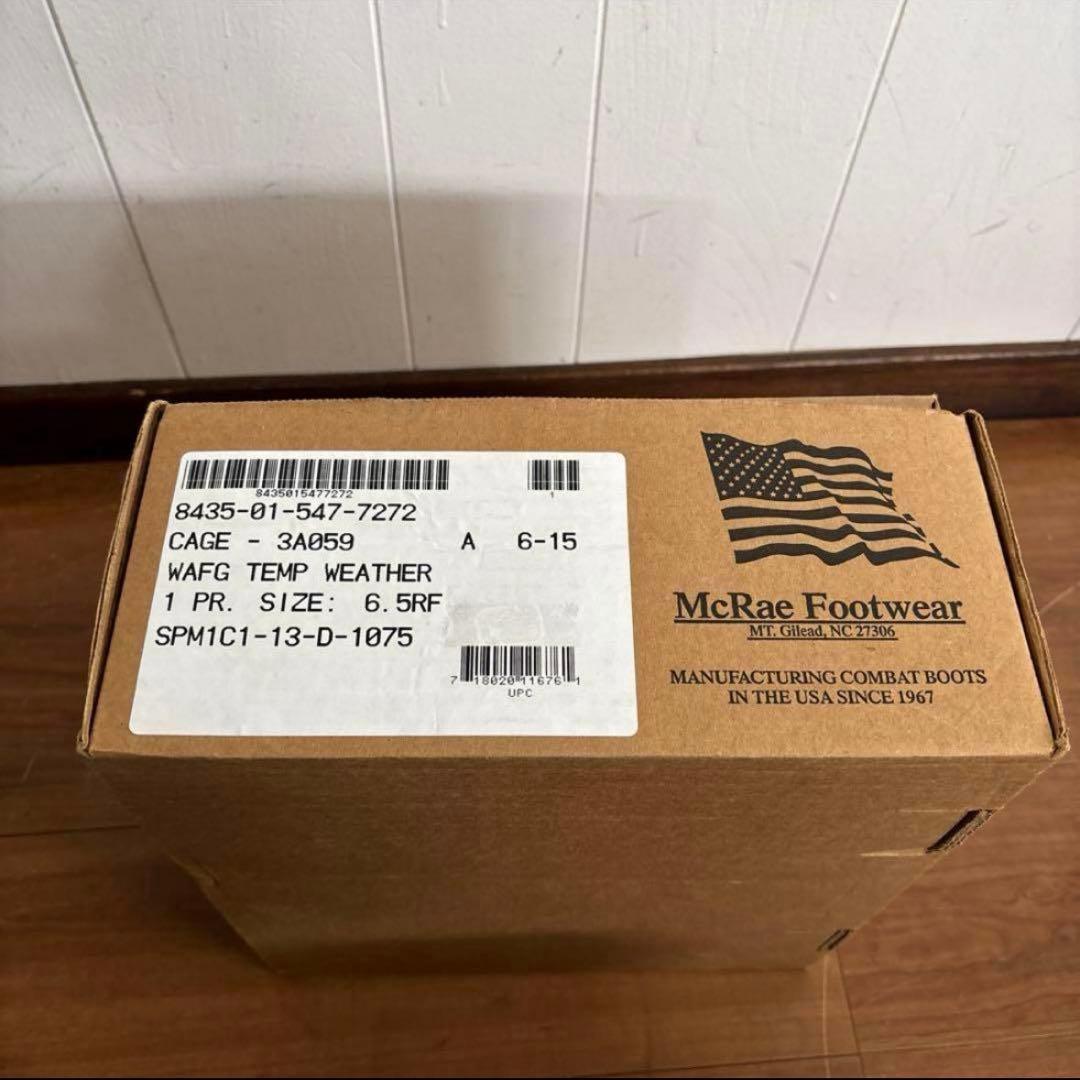 8435015477272
1
8435-01-547-7272
CAGE - 3A059 A 6-15
WAFG TEMP WEATHER
1 PR. SIZE: 6.5RF
SPM1C1-13-D-1075
7 18020 11676 1
UPC
McRae Footwear
MT. Gilead, NC 27306
MANUFACTURING COMBAT BOOTS
IN THE USA SINCE 1967